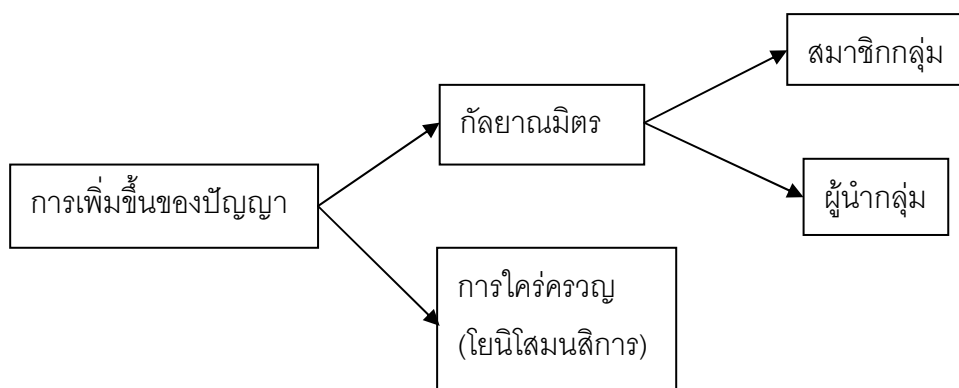 สมาชิกกลุ่ม
กัลยาณมิตร
การเพิ่มขึ้นของปัญญา
ผู้นำกลุ่ม
การใคร่ครวญ
(โยนิโสมนสิการ)